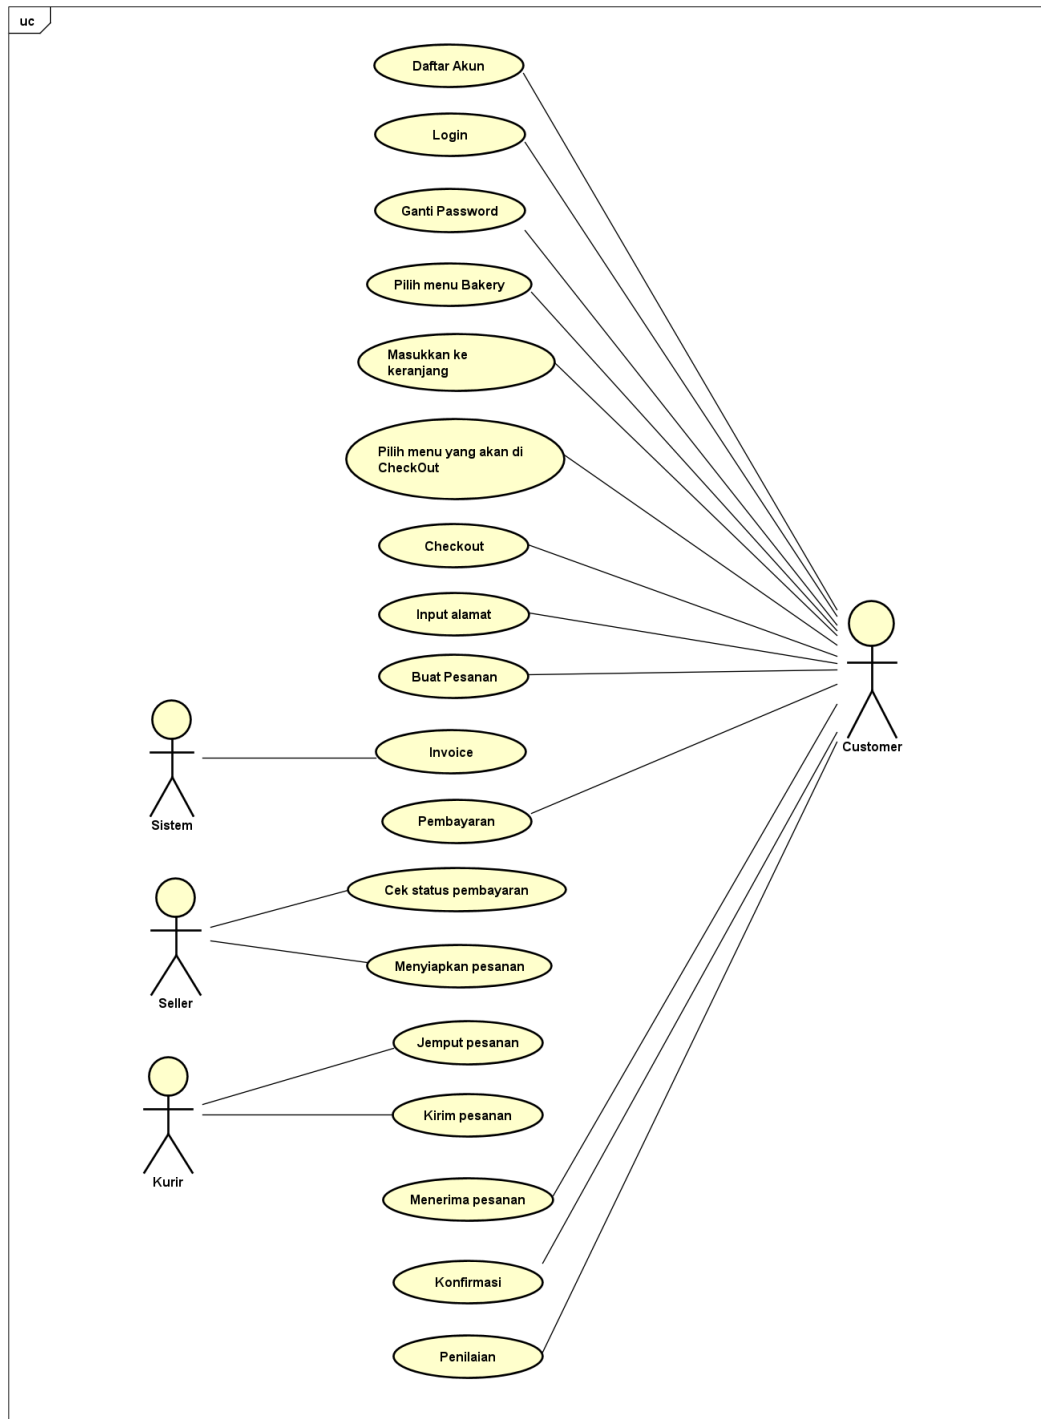 uc
Daftar Akun
Login
Ganti Password
Pilih menu Bakery
Masukkan ke
keranjang
Pilih menu yang akan di
CheckOut
Checkout
Input alamat
Buat Pesanan
Customer
Invoice
Sistem
Pembayaran
Cek status pembayaran
Menyiapkan pesanan
Seller
Jemput pesanan
Kirim pesanan
Kurir
Menerima pesanan
Konfirmasi
Penilaian